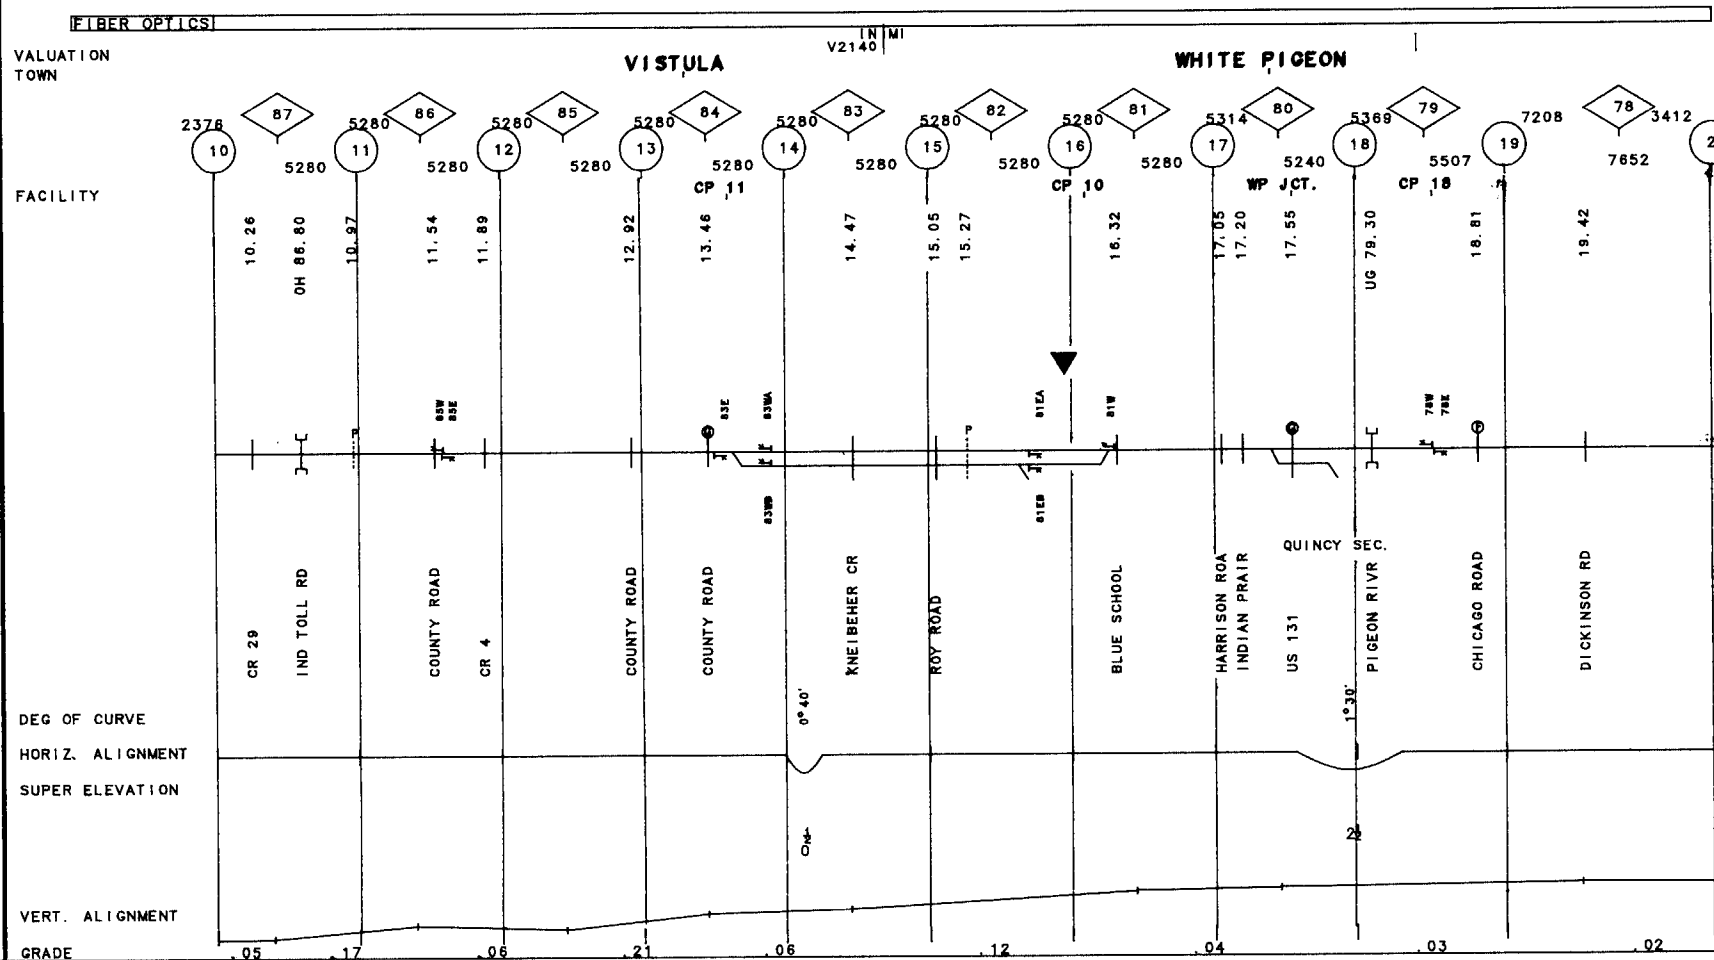 FIBER OPTICS
IN MI
V2140
VALUATION
TOWN
VISTULA
WHITE PIGEON
87 86 85 84 83 82 81 80 79 78
2376 5280 5280 5280 5280 5280 5280 5314 5369 7208 3412
10 11 12 13 14 15 16 17 18 19
5280 5280 5280 5280 5280 5280 5280 5240 5507 7652
FACILITY
CP 11
CP 10
WP JCT.
CP 18
10.26
OH 86.80
10.97
11.54
11.89
12.92
13.46
14.47
15.05
15.27
16.32
17.05
17.20
17.55
UG 79.30
18.81
19.42
P
85W
85E
83E
83WA
83WB
P
81EA
81EB
81W
78W
78E
QUINCY SEC.
CR 29
IND TOLL RD
COUNTY ROAD
CR 4
COUNTY ROAD
COUNTY ROAD
KNEIBEHER CR
ROY ROAD
BLUE SCHOOL
HARRISON ROA
INDIAN PRAIR
US 131
PIGEON RIVR
CHICAGO ROAD
DICKINSON RD
DEG OF CURVE
0°40'
1°30'
HORIZ. ALIGNMENT
SUPER ELEVATION
VERT. ALIGNMENT
GRADE
.05 .17 .06 .21 .06 .12 .04 .03 .02